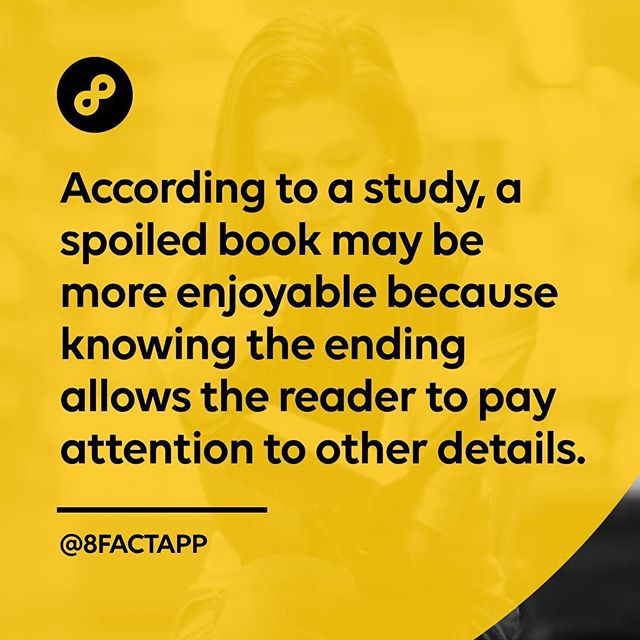 According to a study, a
spoiled book may be
more enjoyable because
knowing the ending
allows the reader to pay
attention to other details.
@8FACTAPP